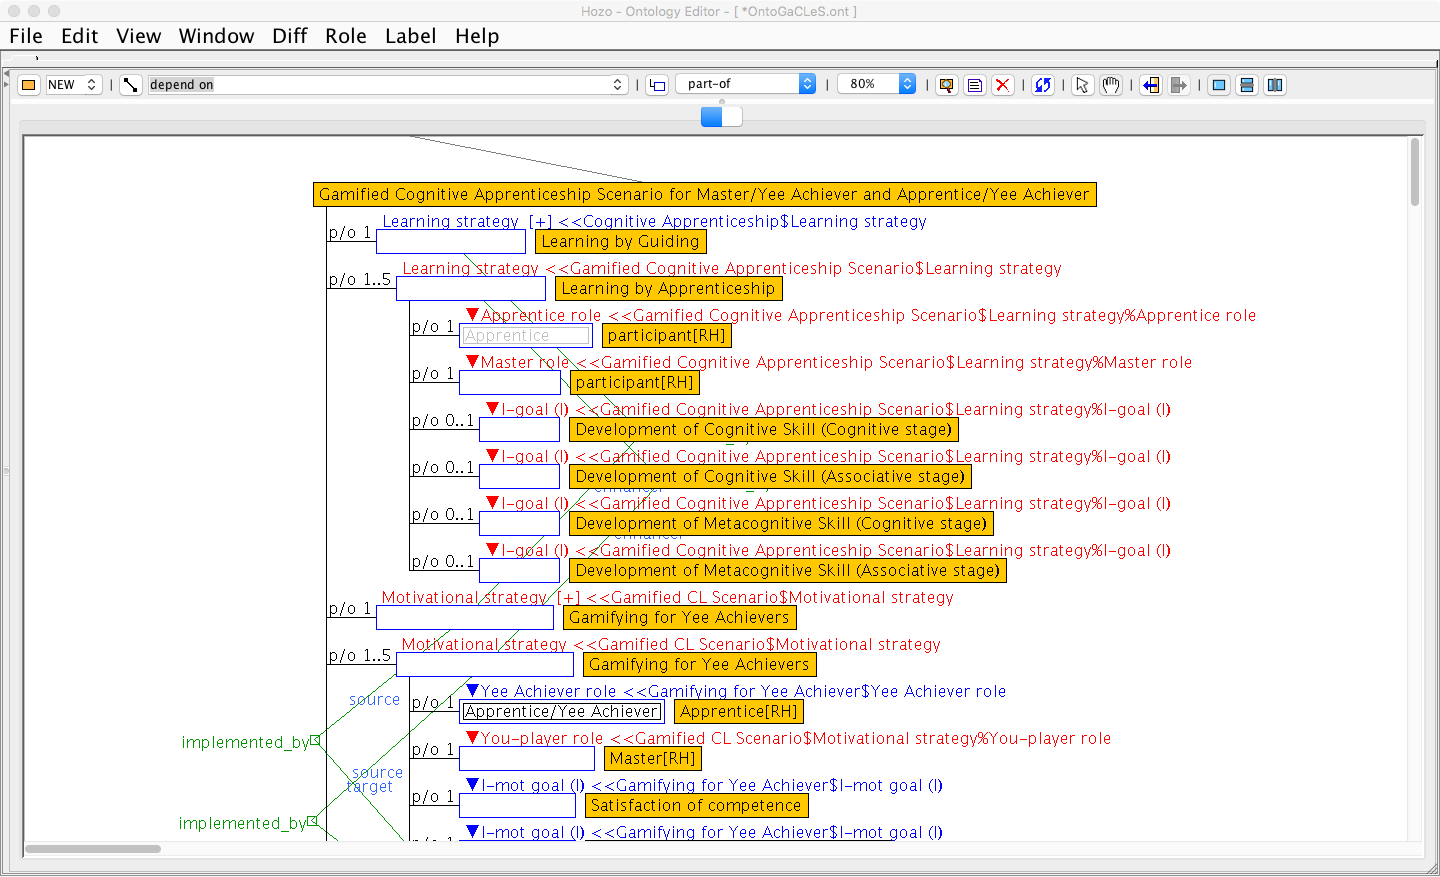 Hozo - Ontology Editor - [ *OntoGaCLeS.ont ]
File Edit View Window Diff Role Label Help
NEW depend on part-of 80%
Gamified Cognitive Apprenticeship Scenario for Master/Yee Achiever and Apprentice/Yee Achiever
Learning strategy [+] <<Cognitive Apprenticeship$Learning strategy
p/o 1 Learning by Guiding
Learning strategy <<Gamified Cognitive Apprenticeship Scenario$Learning strategy
p/o 1..5 Learning by Apprenticeship
Apprentice role <<Gamified Cognitive Apprenticeship Scenario$Learning strategy%Apprentice role
p/o 1 Apprentice participant[RH]
Master role <<Gamified Cognitive Apprenticeship Scenario$Learning strategy%Master role
p/o 1 participant[RH]
I-goal (I) <<Gamified Cognitive Apprenticeship Scenario$Learning strategy%I-goal (I)
p/o 0..1 Development of Cognitive Skill (Cognitive stage)
I-goal (I) <<Gamified Cognitive Apprenticeship Scenario$Learning strategy%I-goal (I)
p/o 0..1 Development of Cognitive Skill (Associative stage)
enhancer
I-goal (I) <<Gamified Cognitive Apprenticeship Scenario$Learning strategy%I-goal (I)
p/o 0..1 Development of Metacognitive Skill (Cognitive stage)
enhancer
I-goal (I) <<Gamified Cognitive Apprenticeship Scenario$Learning strategy%I-goal (I)
p/o 0..1 Development of Metacognitive Skill (Associative stage)
Motivational strategy [+] <<Gamified CL Scenario$Motivational strategy
p/o 1 Gamifying for Yee Achievers
Motivational strategy <<Gamified CL Scenario$Motivational strategy
p/o 1..5 Gamifying for Yee Achievers
Yee Achiever role <<Gamifying for Yee Achiever$Yee Achiever role
source p/o 1 Apprentice/Yee Achiever Apprentice[RH]
You-player role <<Gamified CL Scenario$Motivational strategy%You-player role
implemented_by p/o 1 Master[RH]
source
target
I-mot goal (I) <<Gamifying for Yee Achiever$I-mot goal (I)
p/o 1 Satisfaction of competence
implemented_by
I-mot goal (I) <<Gamifying for Yee Achiever$I-mot goal (I)